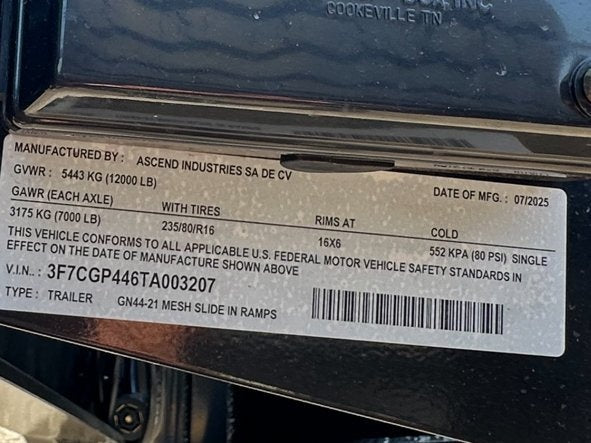 BOX INC
COOKEVILLE TN
MANUFACTURED BY : ASCEND INDUSTRIES SA DE CV
GVWR : 5443 KG (12000 LB) DATE OF MFG. : 07/2025
GAWR (EACH AXLE) WITH TIRES RIMS AT COLD
3175 KG (7000 LB) 235/80/R16 16X6 552 KPA (80 PSI) SINGLE
THIS VEHICLE CONFORMS TO ALL APPLICABLE U.S. FEDERAL MOTOR VEHICLE SAFETY STANDARDS IN
EFFECT ON THE DATE OF MANUFACTURE SHOWN ABOVE
V.I.N.. : 3F7CGP446TA003207
TYPE : TRAILER GN44-21 MESH SLIDE IN RAMPS